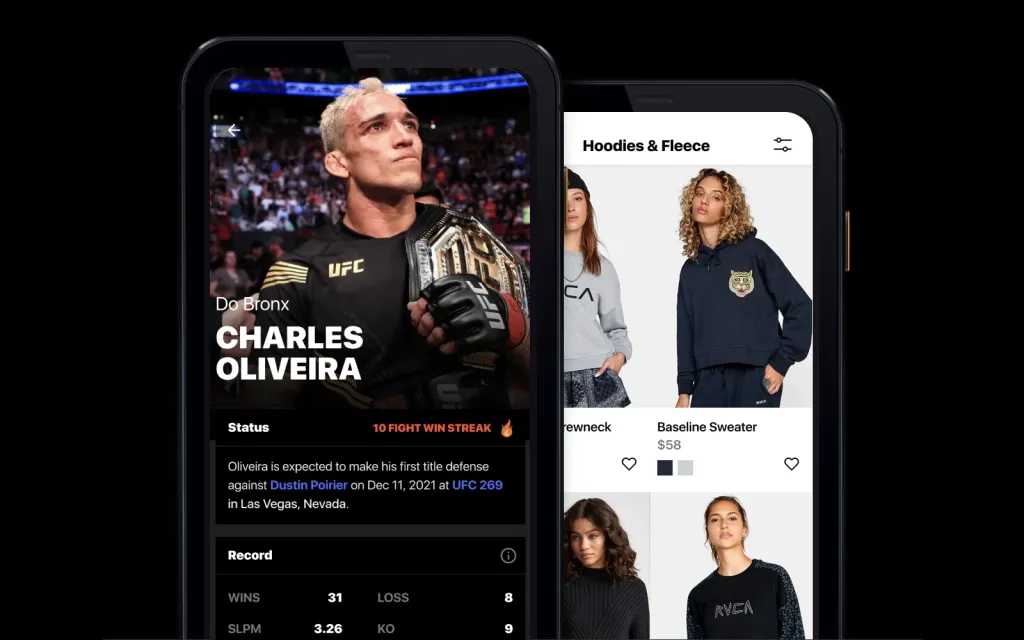 UFC
UFC
Do Bronx
CHARLES
OLIVEIRA
Status
10 FIGHT WIN STREAK
Oliveira is expected to make his first title defense
against Dustin Poirier on Dec 11, 2021 at UFC 269
in Las Vegas, Nevada.
Record
WINS 31 LOSS 8
SLPM 3.26 KO 9
Hoodies & Fleece
CA
RVCA
rewneck
Baseline Sweater
$58
RVCA